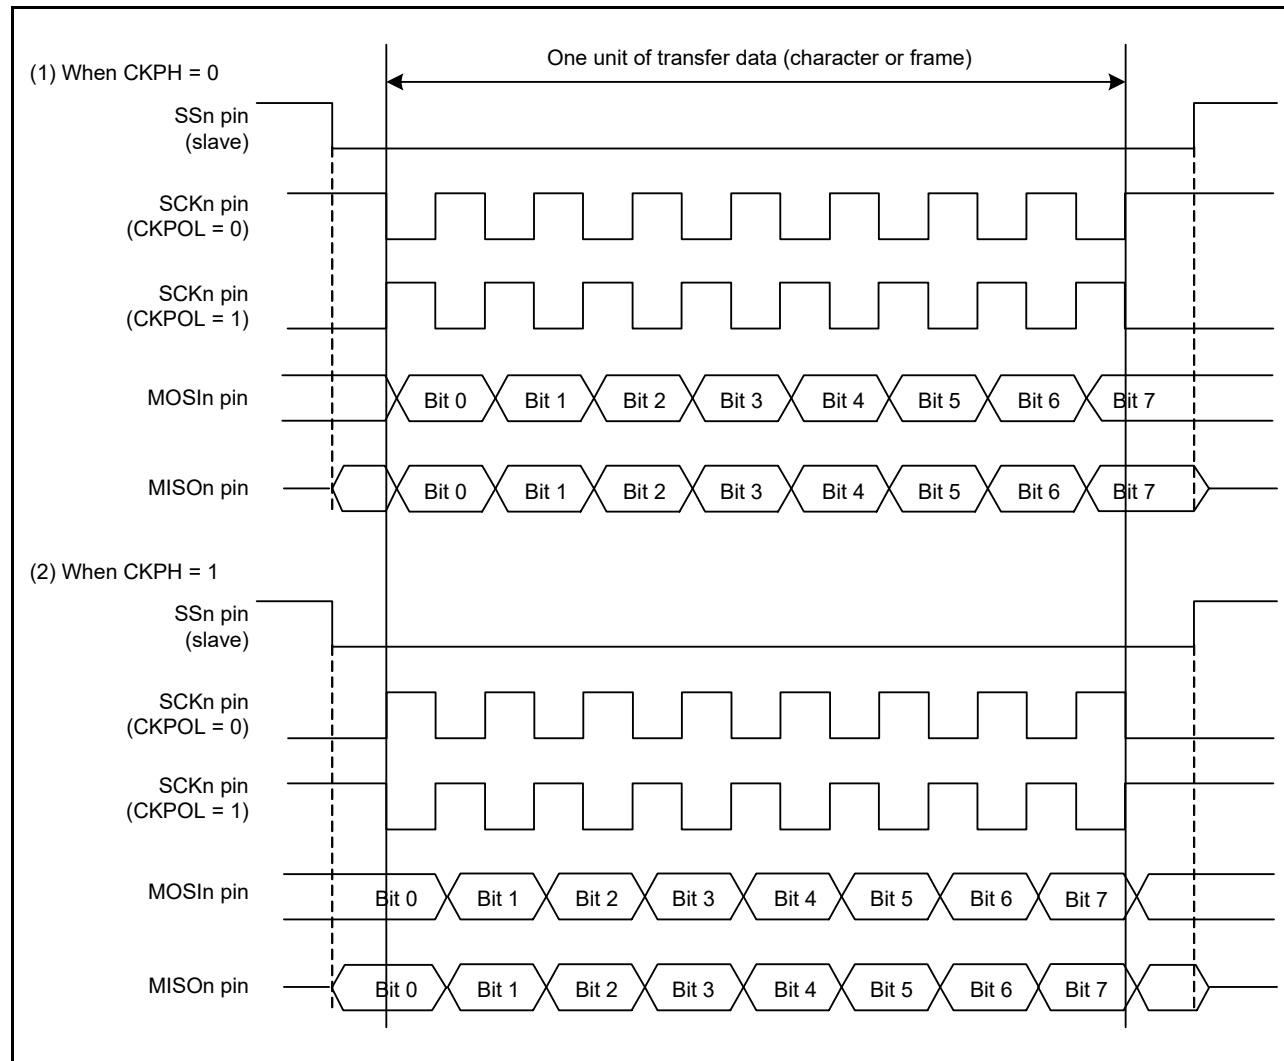 One unit of transfer data (character or frame)
(1) When CKPH = 0
SSn pin
(slave)
SCKn pin
(CKPOL = 0)
SCKn pin
(CKPOL = 1)
MOSIn pin
Bit 0 Bit 1 Bit 2 Bit 3 Bit 4 Bit 5 Bit 6 Bit 7
MISOn pin
Bit 0 Bit 1 Bit 2 Bit 3 Bit 4 Bit 5 Bit 6 Bit 7
(2) When CKPH = 1
SSn pin
(slave)
SCKn pin
(CKPOL = 0)
SCKn pin
(CKPOL = 1)
MOSIn pin
Bit 0 Bit 1 Bit 2 Bit 3 Bit 4 Bit 5 Bit 6 Bit 7
MISOn pin
Bit 0 Bit 1 Bit 2 Bit 3 Bit 4 Bit 5 Bit 6 Bit 7